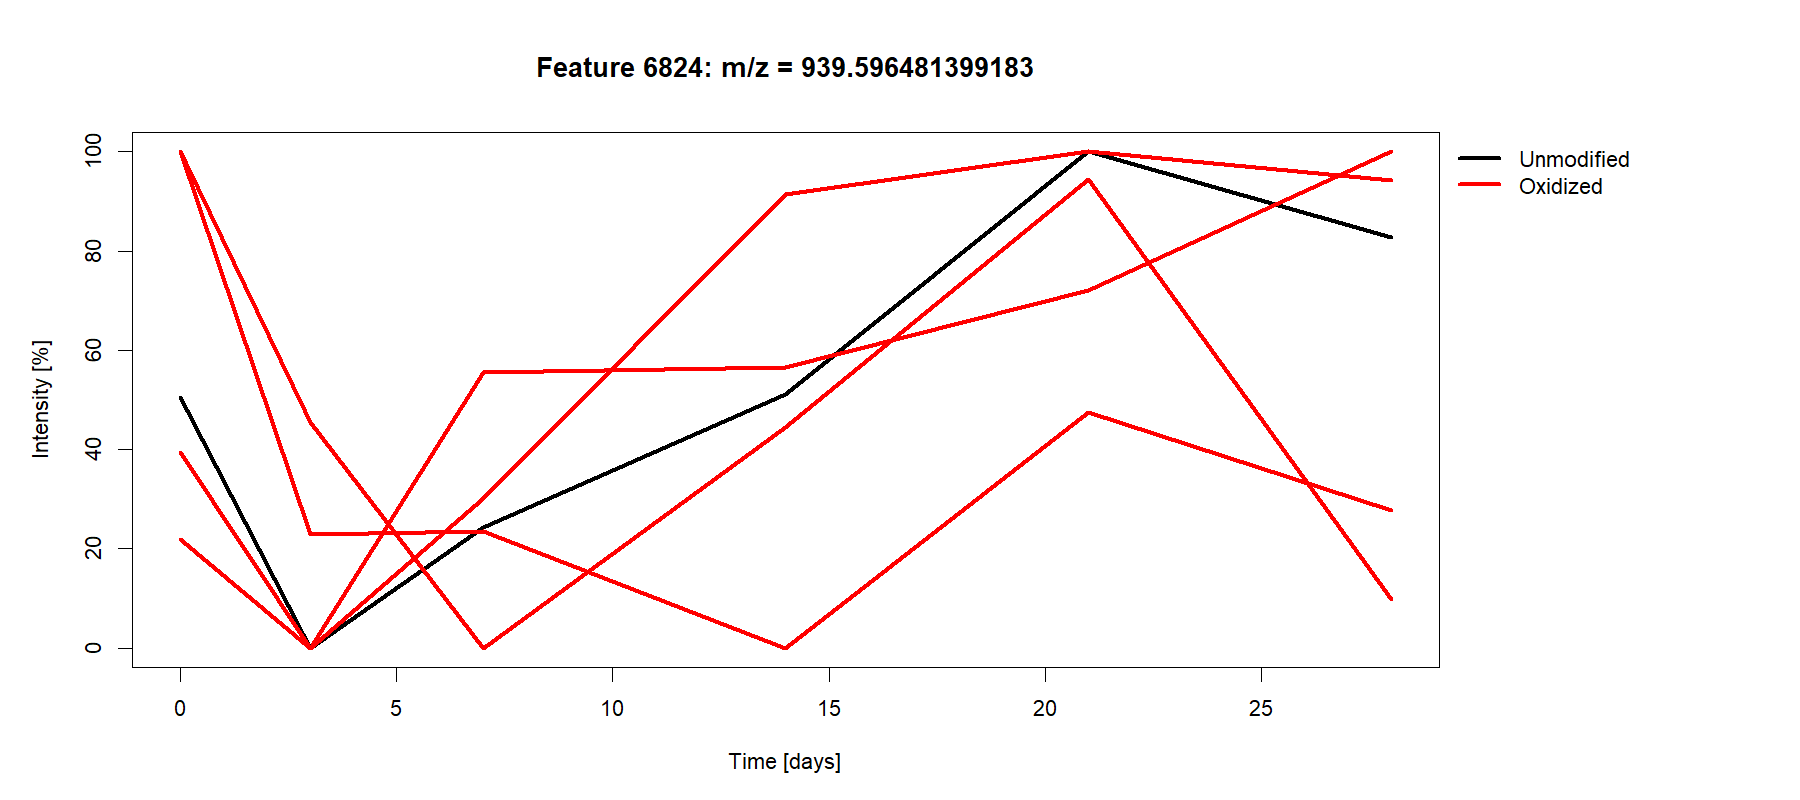 Feature 6824: m/z = 939.596481399183
Unmodified
Oxidized
Intensity [%]
100
80
60
40
20
0
0 5 10 15 20 25
Time [days]